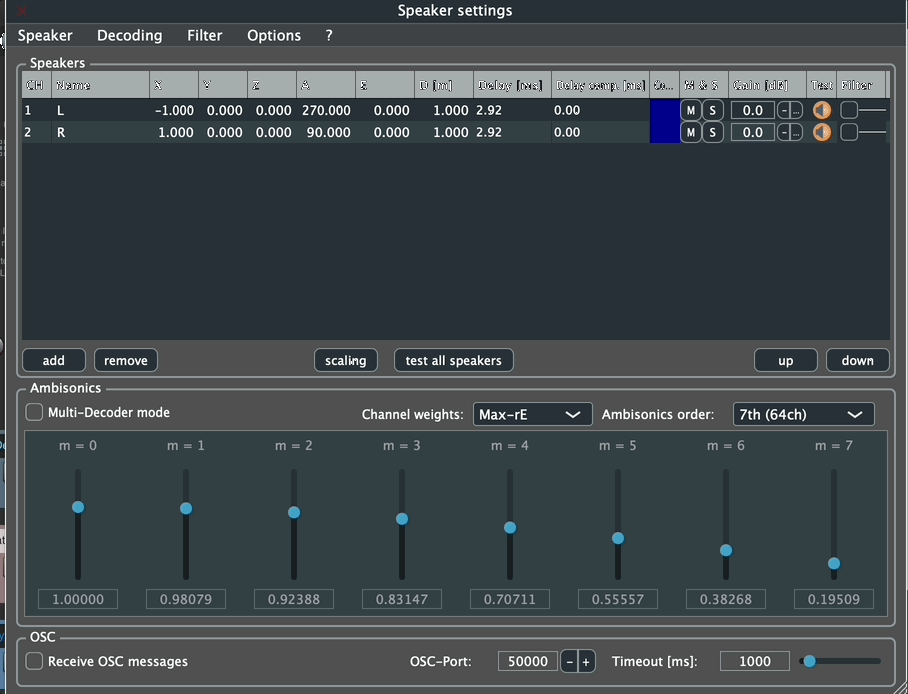 Speaker settings
Speaker Decoding Filter Options ?
Speakers
CH Name X Y Z A E D [m] Delay [ms] Delay comp. [ms] Co... M & S Gain [dB] Test Filter
1 L -1.000 0.000 0.000 270.000 0.000 1.000 2.92 0.00 M S 0.0 - ...
2 R 1.000 0.000 0.000 90.000 0.000 1.000 2.92 0.00 M S 0.0 - ...
add remove scaling test all speakers up down
Ambisonics
Multi-Decoder mode Channel weights: Max-rE Ambisonics order: 7th (64ch)
m = 0 m = 1 m = 2 m = 3 m = 4 m = 5 m = 6 m = 7
1.00000 0.98079 0.92388 0.83147 0.70711 0.55557 0.38268 0.19509
OSC
Receive OSC messages OSC-Port: 50000 - + Timeout [ms]: 1000